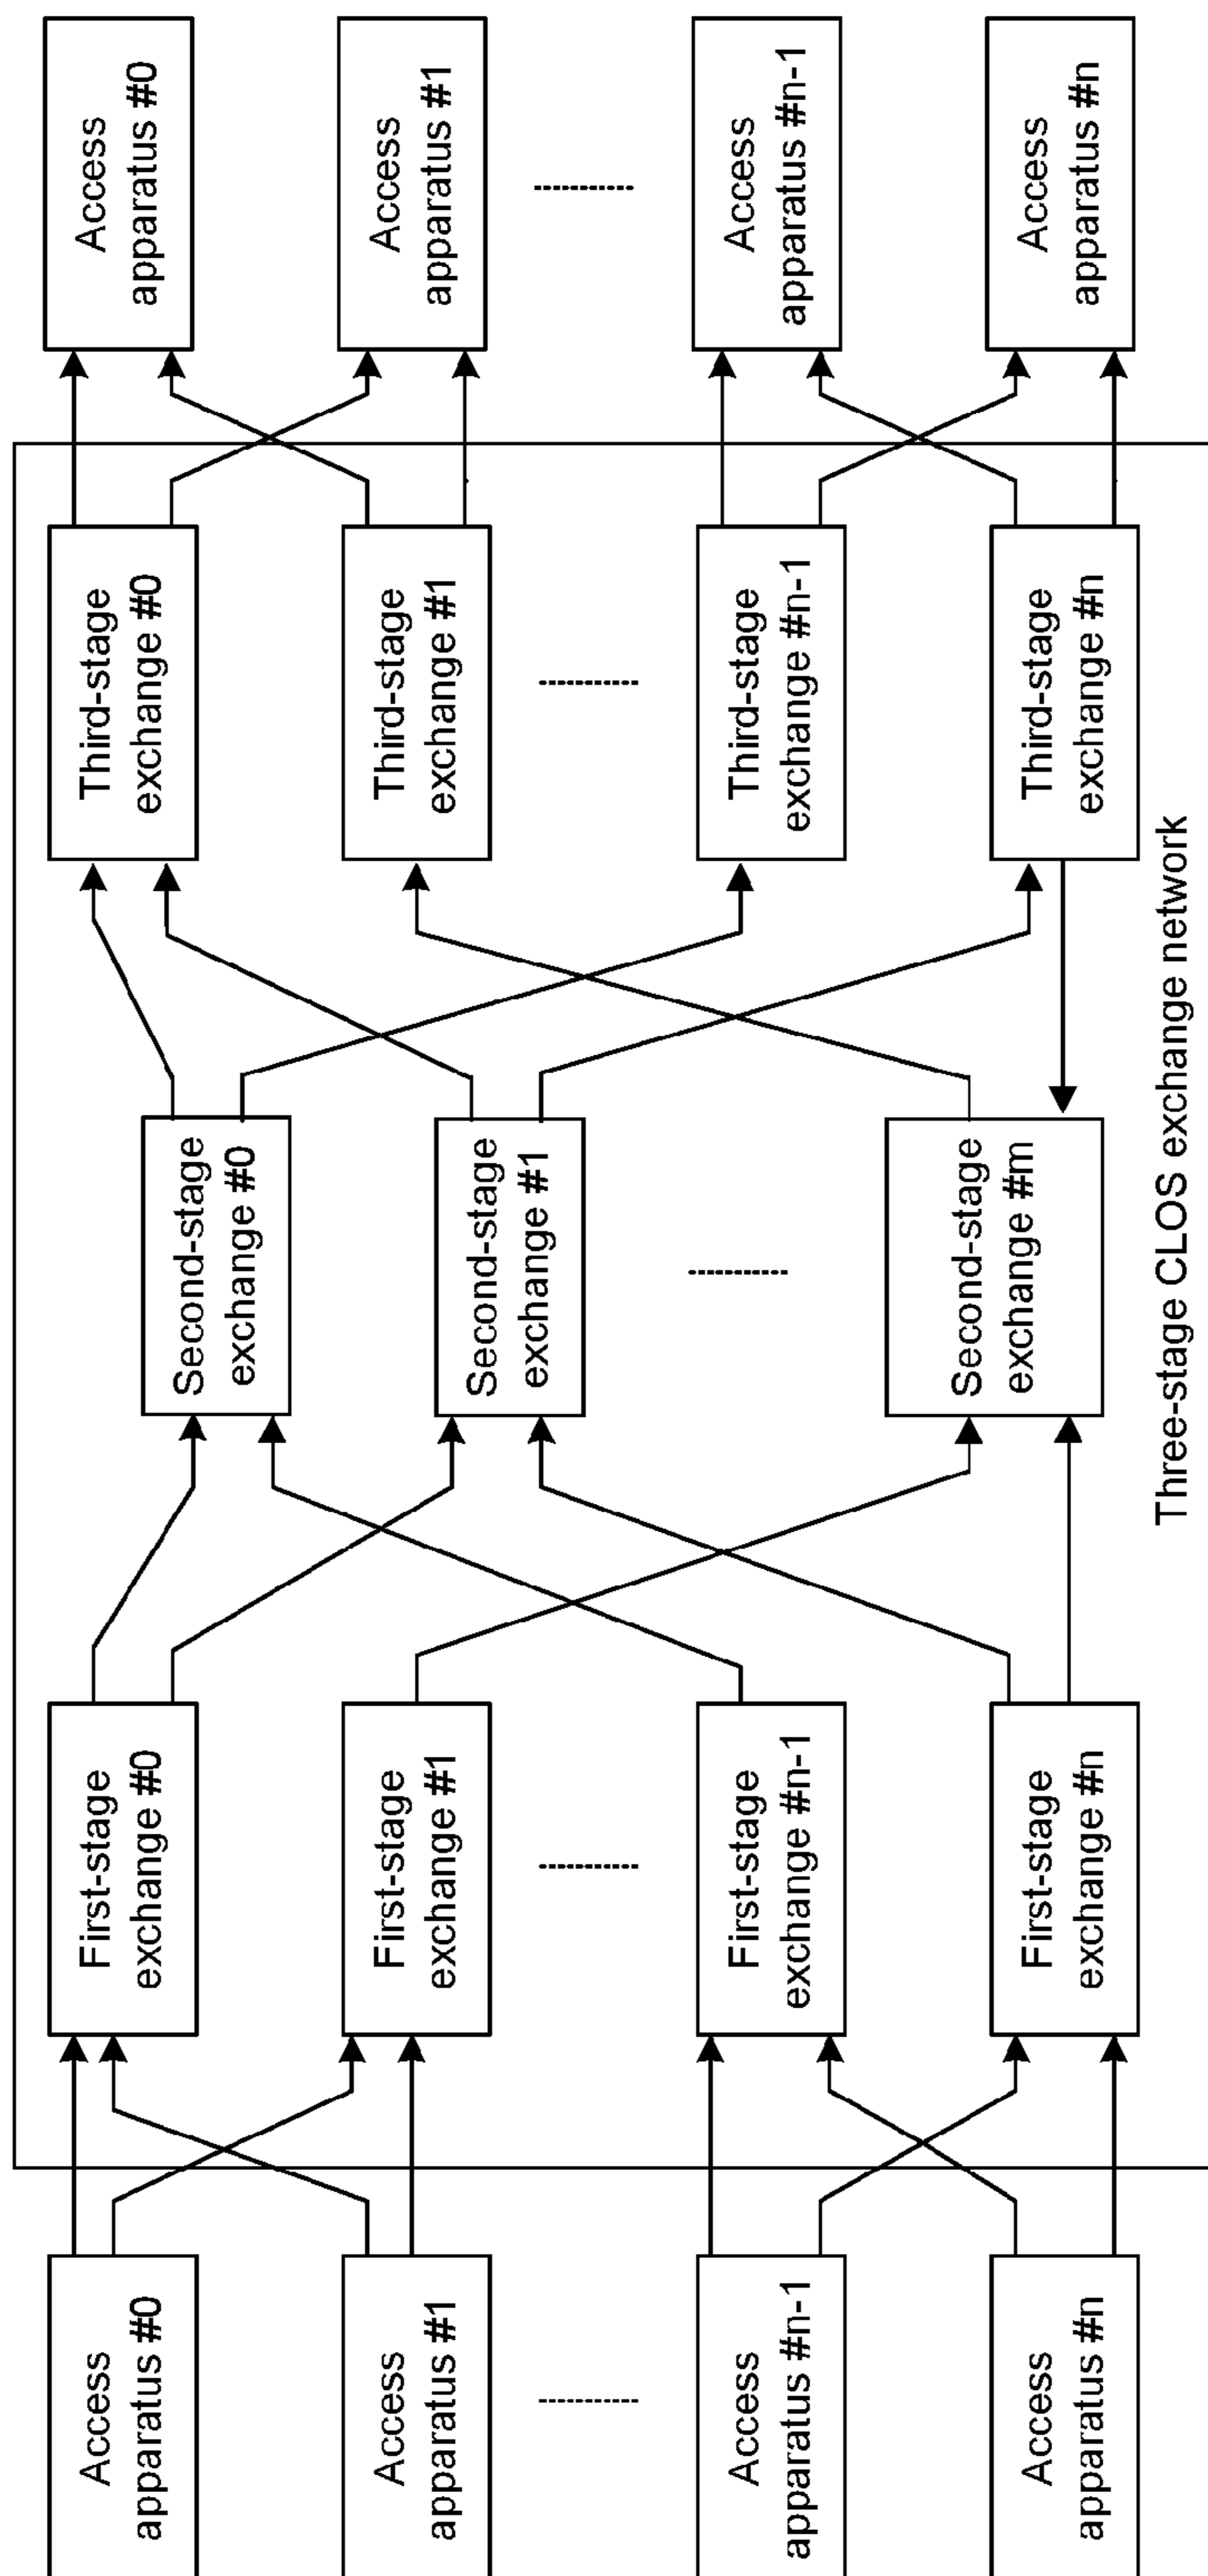 Access
apparatus #0
Access
apparatus #1
Access
apparatus #n-1
Access
apparatus #n
First-stage
exchange #0
First-stage
exchange #1
First-stage
exchange #n-1
First-stage
exchange #n
Second-stage
exchange #0
Second-stage
exchange #1
Second-stage
exchange #m
Third-stage
exchange #0
Third-stage
exchange #1
Third-stage
exchange #n-1
Third-stage
exchange #n
Access
apparatus #0
Access
apparatus #1
Access
apparatus #n-1
Access
apparatus #n
Three-stage CLOS exchange network